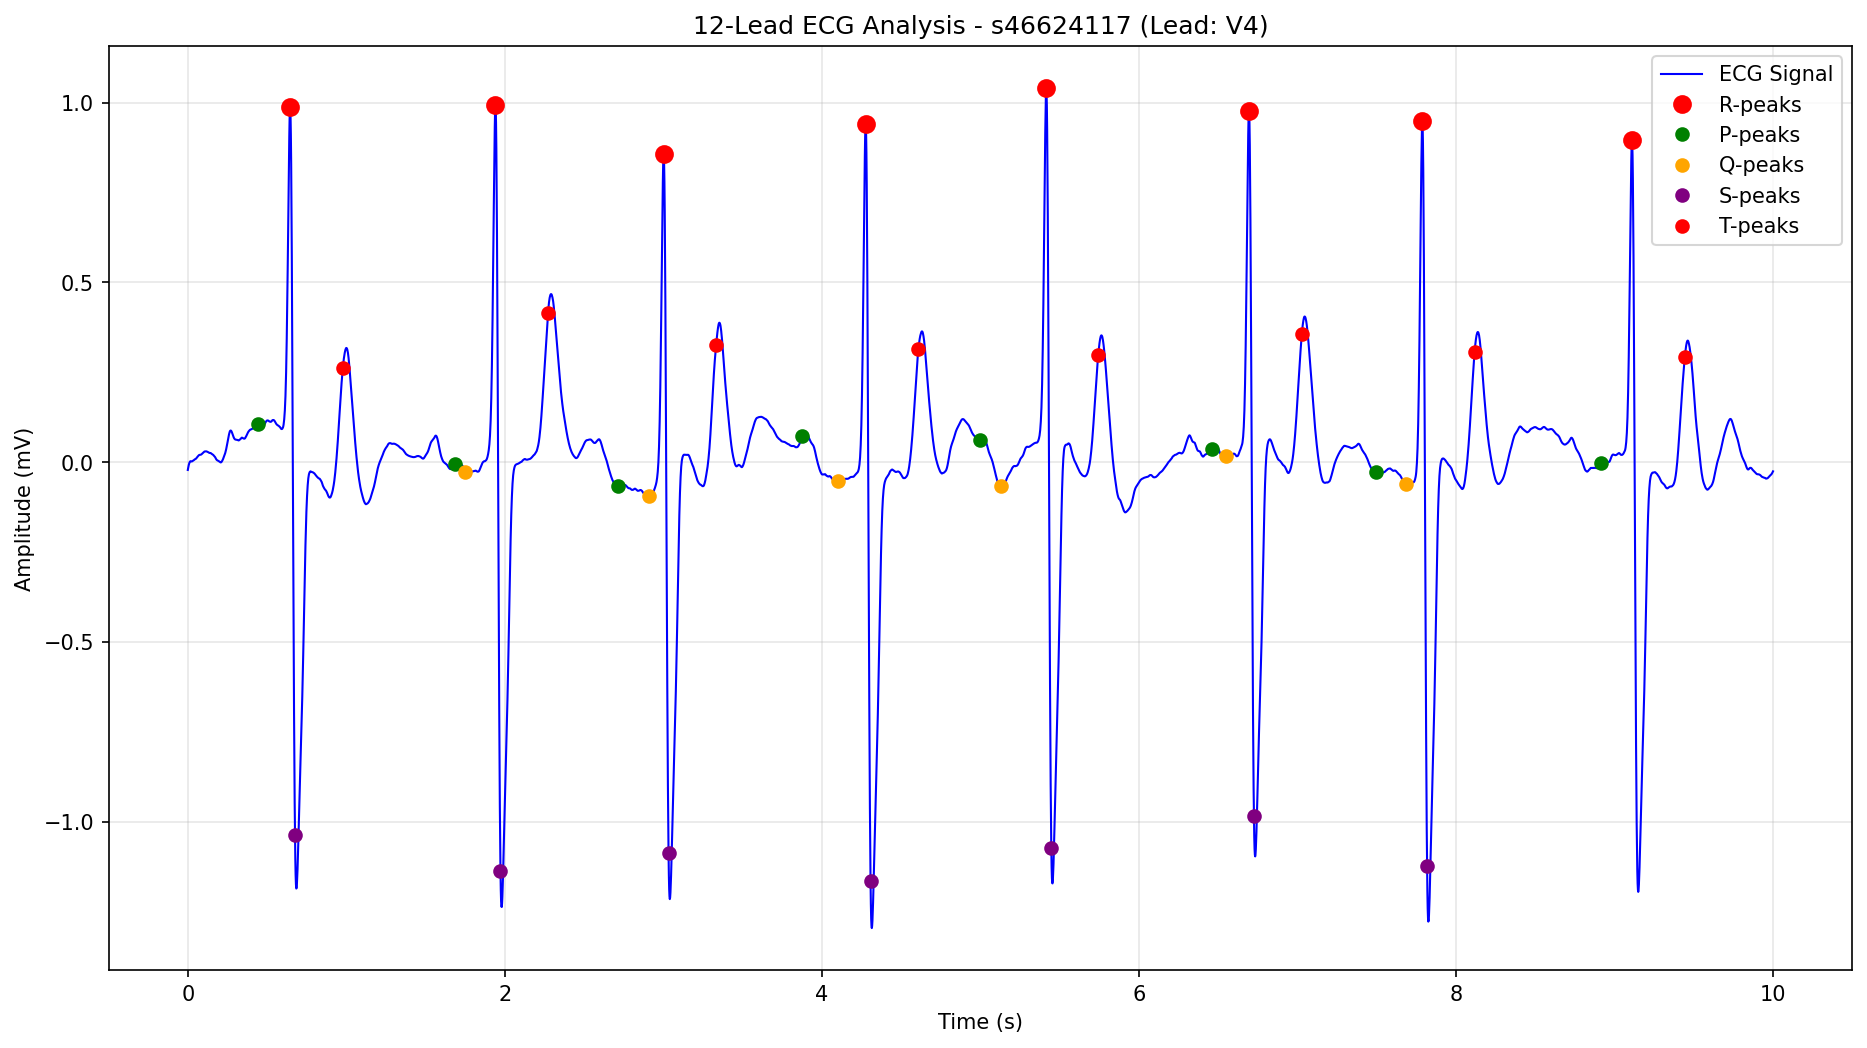 12-Lead ECG Analysis - s46624117 (Lead: V4)
ECG Signal
R-peaks
P-peaks
Q-peaks
S-peaks
T-peaks
Amplitude (mV)
1.0
0.5
0.0
−0.5
−1.0
0 2 4 6 8 10
Time (s)